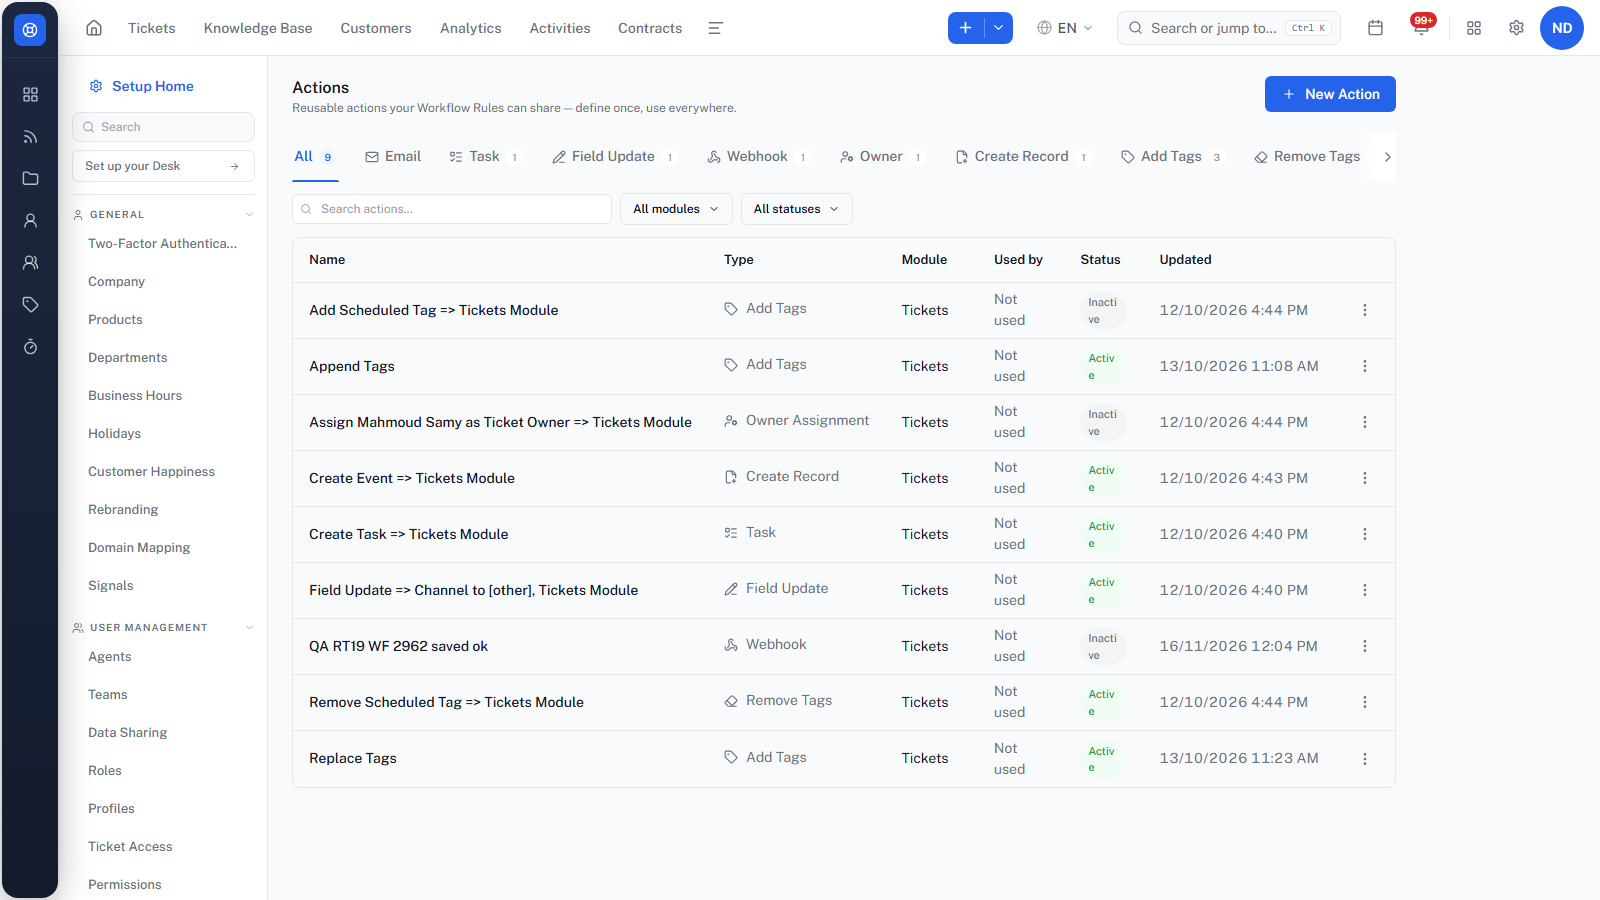 Tickets
Knowledge Base
Customers
Analytics
Activities
Contracts
EN
Search or jump to...
Ctrl K
99+
ND
Setup Home
Search
Set up your Desk
GENERAL
Two-Factor Authentica...
Company
Products
Departments
Business Hours
Holidays
Customer Happiness
Rebranding
Domain Mapping
Signals
USER MANAGEMENT
Agents
Teams
Data Sharing
Roles
Profiles
Ticket Access
Permissions
Actions
Reusable actions your Workflow Rules can share — define once, use everywhere.
New Action
All 9
Email
Task 1
Field Update 1
Webhook 1
Owner 1
Create Record 1
Add Tags 3
Remove Tags
Search actions...
All modules
All statuses
Name Type Module Used by Status Updated
Add Scheduled Tag => Tickets Module Add Tags Tickets Not used Inactive 12/10/2026 4:44 PM
Append Tags Add Tags Tickets Not used Active 13/10/2026 11:08 AM
Assign Mahmoud Samy as Ticket Owner => Tickets Module Owner Assignment Tickets Not used Inactive 12/10/2026 4:44 PM
Create Event => Tickets Module Create Record Tickets Not used Active 12/10/2026 4:43 PM
Create Task => Tickets Module Task Tickets Not used Active 12/10/2026 4:40 PM
Field Update => Channel to [other], Tickets Module Field Update Tickets Not used Active 12/10/2026 4:40 PM
QA RT19 WF 2962 saved ok Webhook Tickets Not used Inactive 16/11/2026 12:04 PM
Remove Scheduled Tag => Tickets Module Remove Tags Tickets Not used Active 12/10/2026 4:44 PM
Replace Tags Add Tags Tickets Not used Active 13/10/2026 11:23 AM